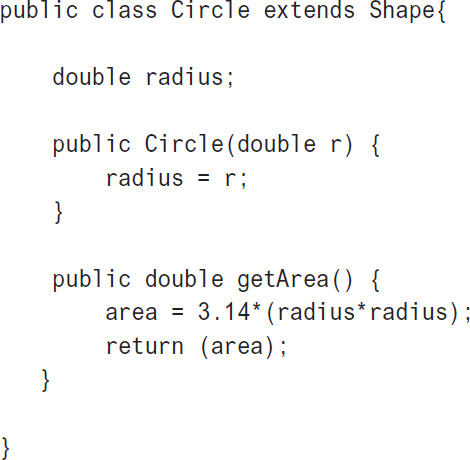 public class Circle extends Shape{
double radius;
public Circle(double r) {
radius = r;
}
public double getArea() {
area = 3.14*(radius*radius);
return (area);
}
}